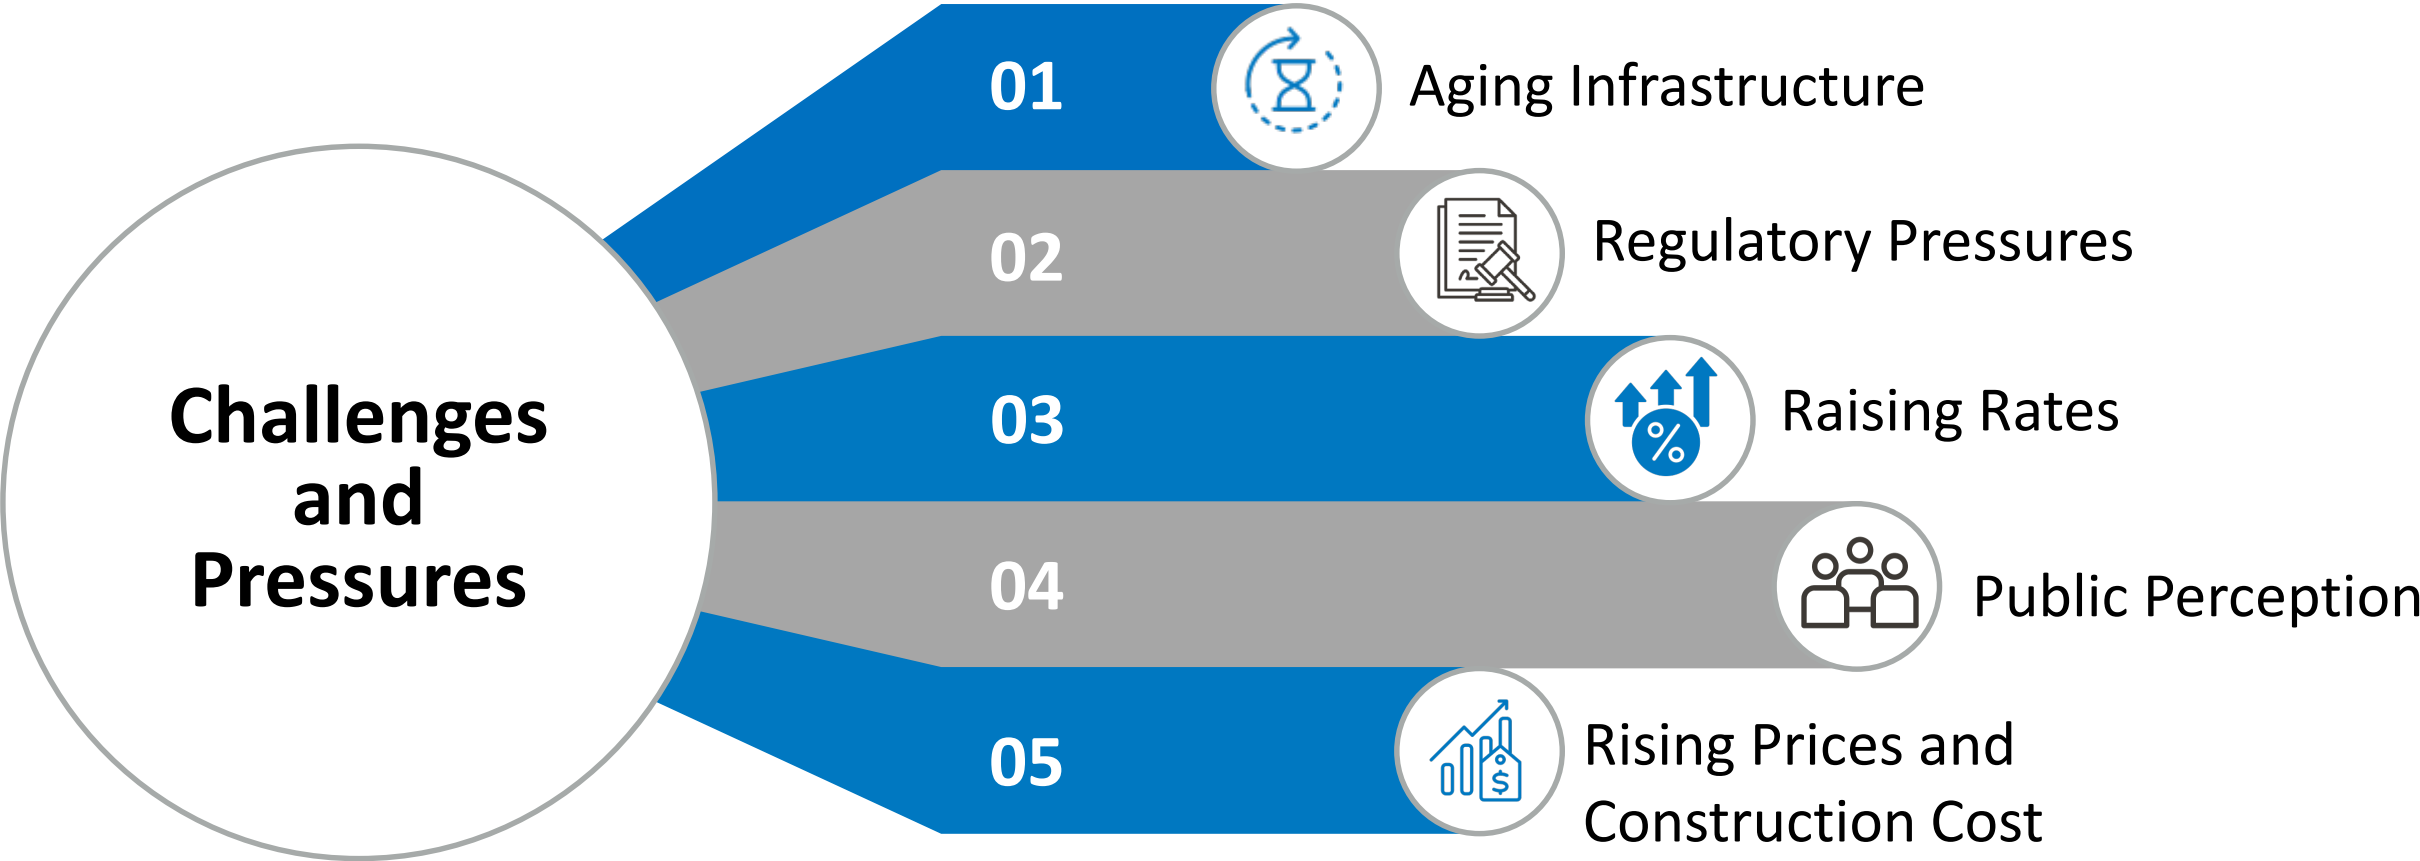 Challenges
and
Pressures
01
Aging Infrastructure
02
Regulatory Pressures
03
%
Raising Rates
04
Public Perception
05
$
Rising Prices and
Construction Cost